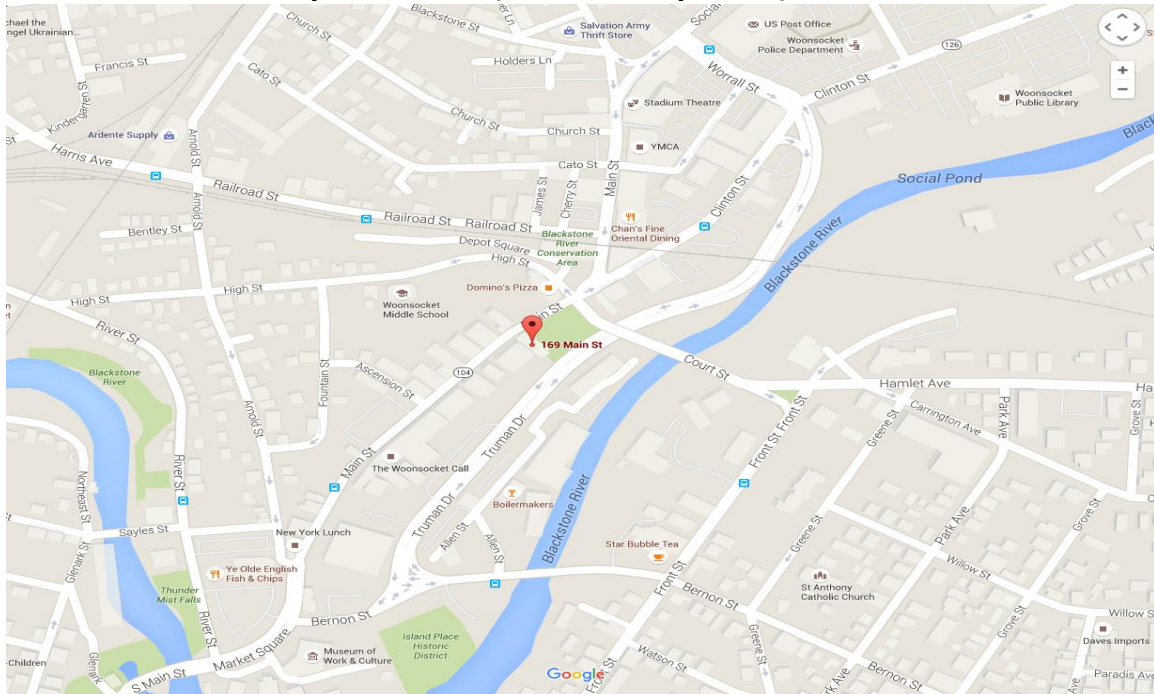 Blackstone St
Salvation Army
Thrift Store
US Post Office
Woonsocket
Police Department
126
chael the
ngel Ukrainian...
Francis St
Cato St
Holders Ln
Worrall St
Clinton St
Woonsocket
Public Library
Kindergarten St
Ardente Supply
Arnold St
Church St
Church St
Stadium Theatre
YMCA
Harris Ave
Cato St
Main St
Clinton St
Social Pond
Railroad St
Railroad St
Railroad St
James St
Cherry St
Arnold St
Chan's Fine
Oriental Dining
Bentley St
Depot Square
Blackstone
River
Conservation
Area
High St
Blackstone River
High St
High St
Woonsocket
Middle School
Domino's Pizza
River St
169 Main St
Blackstone
River
Fountain St
Ascension St
104
Court St
Hamlet Ave
Arnold St
Front St
Front St
Greene St
Carrington Ave
Park Ave
Grove St
Main St
The Woonsocket Call
Truman Dr
River St
Northeast St
Truman Dr
Boilermakers
Blackstone River
Sayles St
New York Lunch
Allen St
Allen St
Star Bubble Tea
Greene St
Park Ave
Grove St
Glenark St
Ye Olde English
Fish & Chips
Front St
Willow St
St Anthony
Catholic Church
Thunder
Mist Falls
River St
Bernon St
Bernon St
Island Place
Historic
District
Greene St
Grove St
Willow S
Daves Imports
Children
Glenark
Market Square
Museum of
Work & Culture
S Main St
Google
Watson St
Park Ave
Bernon St
Paradis Ave